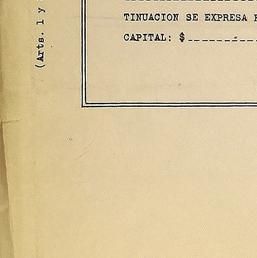 TINUACION SE EXPRESA
CAPITAL: $
(Arts. 1 y